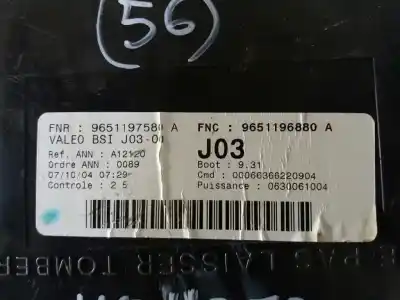 (56)
FNR : 9651197580 A FNC : 9651196880 A
VALEO BSI J03-00 J03
Ref. ANN : A12120
Ordre ANN : 0089 Boot : 9.31
07/10/04 07:29 Cmd : 00066366220904
Controle : 2 5 Puissance : 0630061004
E PAS LAISSER TOMBER